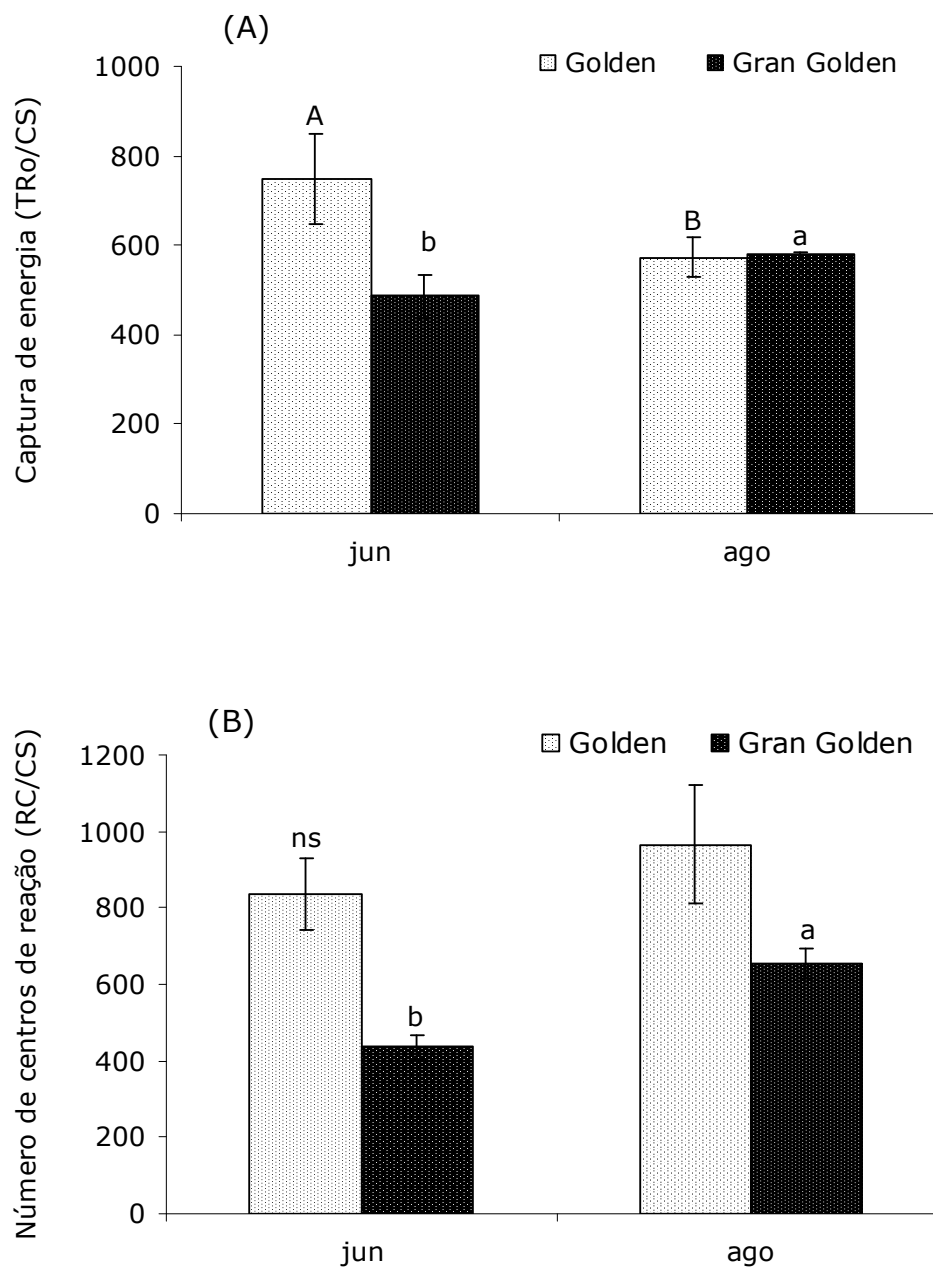 (A)
Captura de energia (TRo/CS)
1000
800
600
400
200
0
Golden
Gran Golden
A
b
B
a
jun
ago
(B)
Número de centros de reação (RC/CS)
1200
1000
800
600
400
200
0
Golden
Gran Golden
ns
b
a
jun
ago